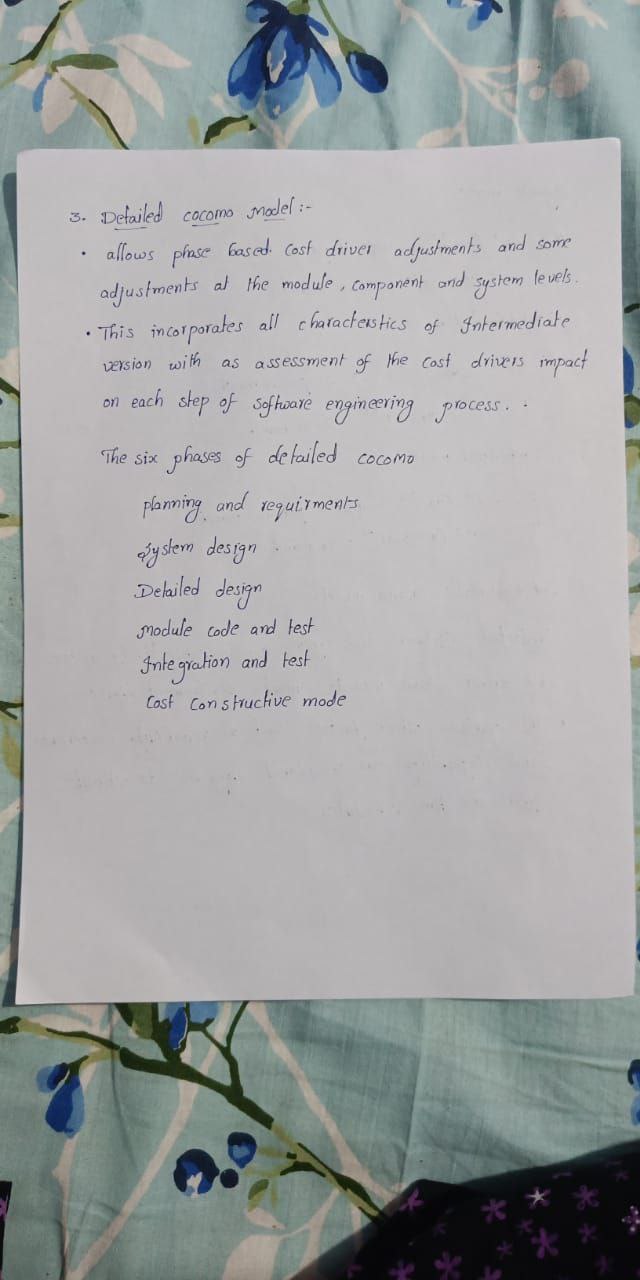 3. Detailed cocomo Model :-
• allows phase based cost driver adjustments and some
adjustments at the module, component and system levels.
• This incorporates all characterstics of Intermediate
version with as assessment of the cost drivers impact
on each step of software engineering process.
The six phases of detailed cocomo
planning and requirments
System design
Detailed design
Module code and test
Integration and test
Cost Constructive mode